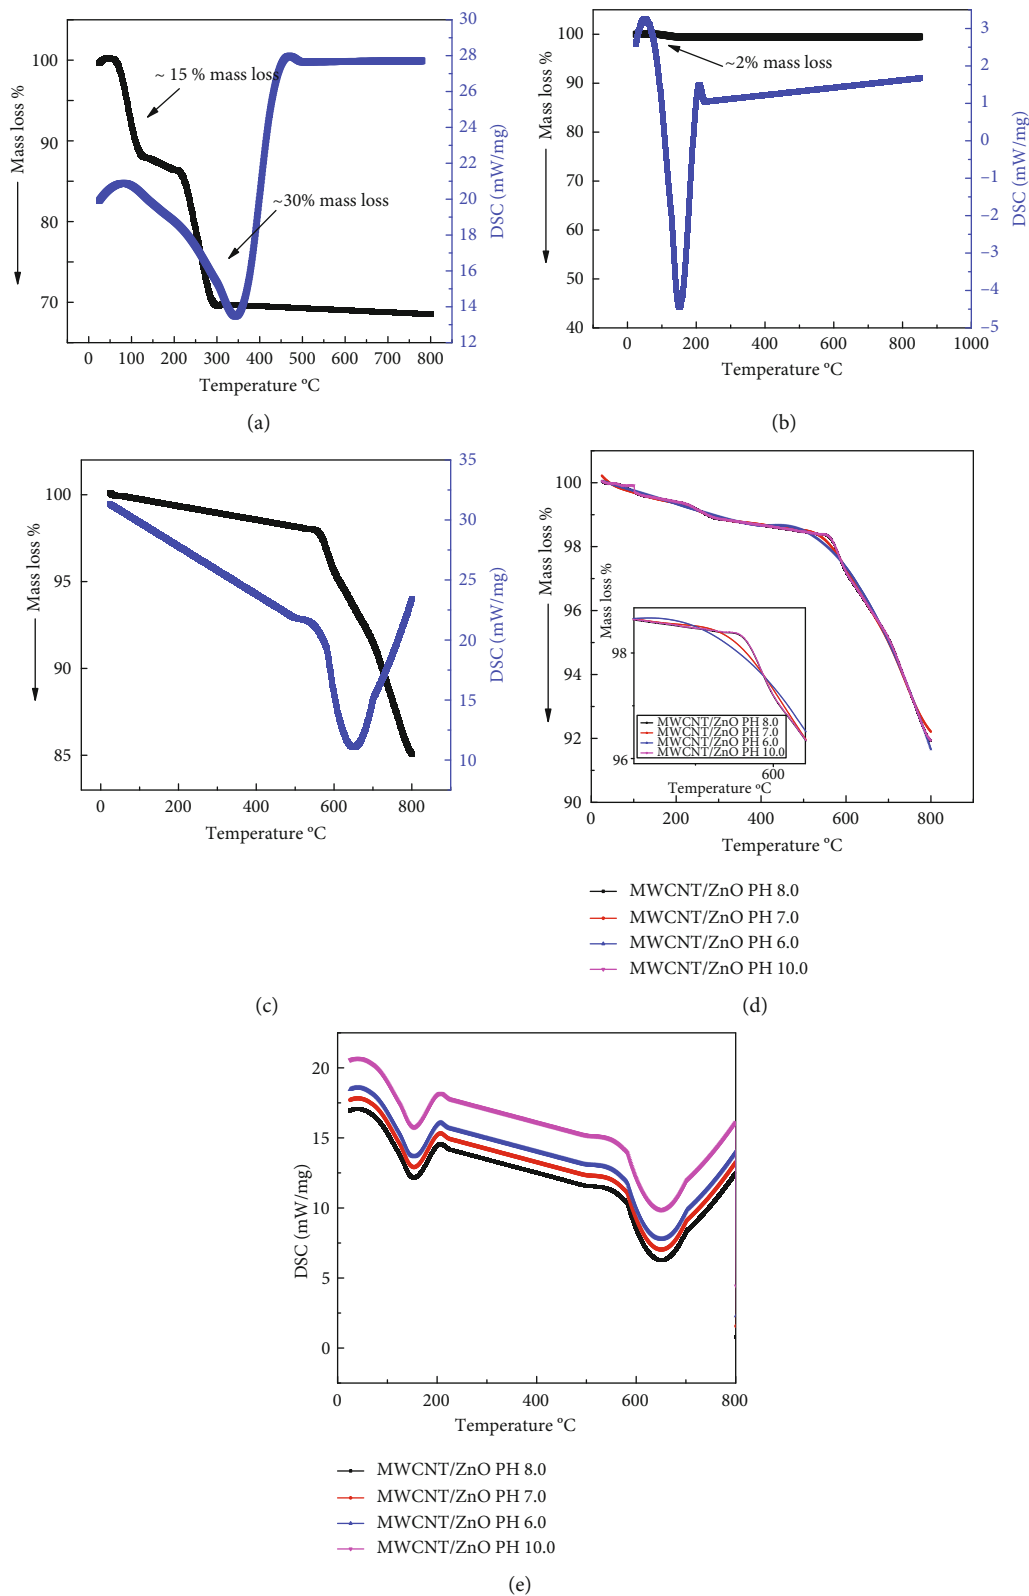 100
90
80
70
Mass loss %
~ 15 % mass loss
~30% mass loss
30
28
26
24
22
20
18
16
14
12
DSC (mW/mg)
0 100 200 300 400 500 600 700 800
Temperature ºC
(a)
100
90
80
70
60
50
40
Mass loss %
~2% mass loss
3
2
1
0
−1
−2
−3
−4
−5
DSC (mW/mg)
0 200 400 600 800 1000
Temperature ºC
(b)
100
95
90
85
Mass loss %
35
30
25
20
15
10
DSC (mW/mg)
0 200 400 600 800
Temperature ºC
(c)
100
98
96
94
92
90
Mass loss %
Mass loss %
98
96
MWCNT/ZnO PH 8.0
MWCNT/ZnO PH 7.0
MWCNT/ZnO PH 6.0
MWCNT/ZnO PH 10.0
600
Temperature ºC
0 200 400 600 800
Temperature ºC
MWCNT/ZnO PH 8.0
MWCNT/ZnO PH 7.0
MWCNT/ZnO PH 6.0
MWCNT/ZnO PH 10.0
(d)
20
15
10
5
0
DSC (mW/mg)
0 200 400 600 800
Temperature ºC
MWCNT/ZnO PH 8.0
MWCNT/ZnO PH 7.0
MWCNT/ZnO PH 6.0
MWCNT/ZnO PH 10.0
(e)